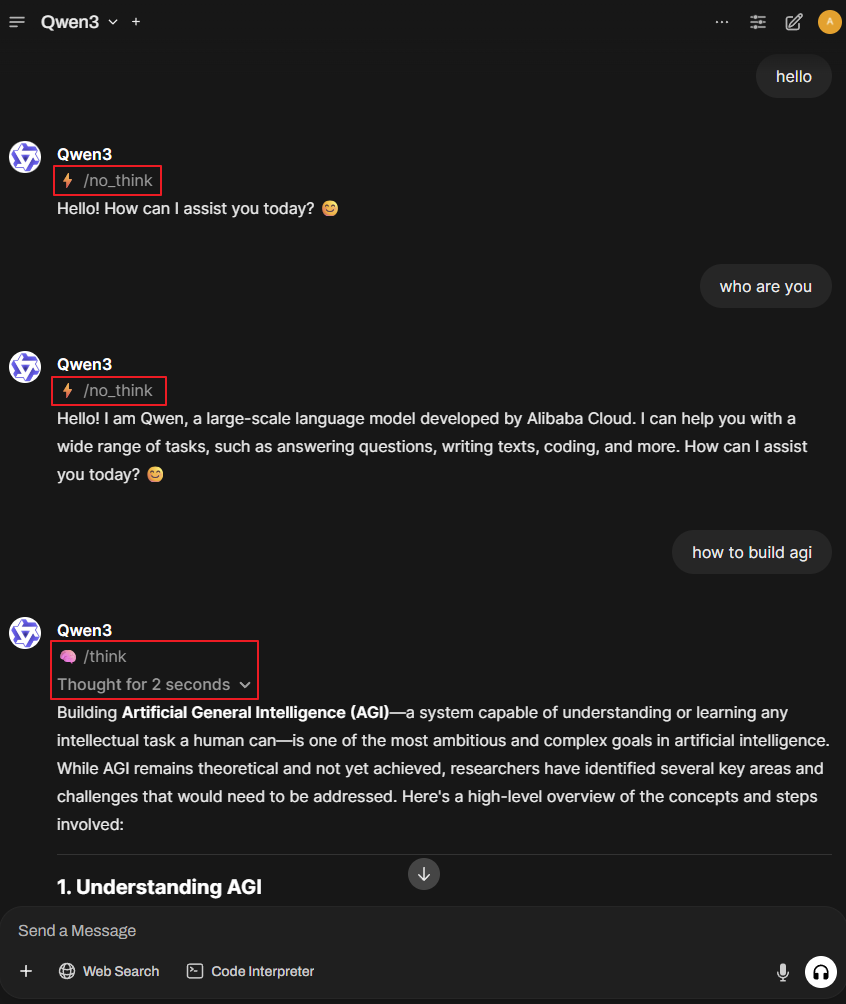 Qwen3
A
hello
Qwen3
⚡ /no_think
Hello! How can I assist you today? 😊
who are you
Qwen3
⚡ /no_think
Hello! I am Qwen, a large-scale language model developed by Alibaba Cloud. I can help you with a
wide range of tasks, such as answering questions, writing texts, coding, and more. How can I assist
you today? 😊
how to build agi
Qwen3
🧠 /think
Thought for 2 seconds
Building Artificial General Intelligence (AGI)—a system capable of understanding or learning any
intellectual task a human can—is one of the most ambitious and complex goals in artificial intelligence.
While AGI remains theoretical and not yet achieved, researchers have identified several key areas and
challenges that would need to be addressed. Here's a high-level overview of the concepts and steps
involved:
1. Understanding AGI
Send a Message
Web Search Code Interpreter